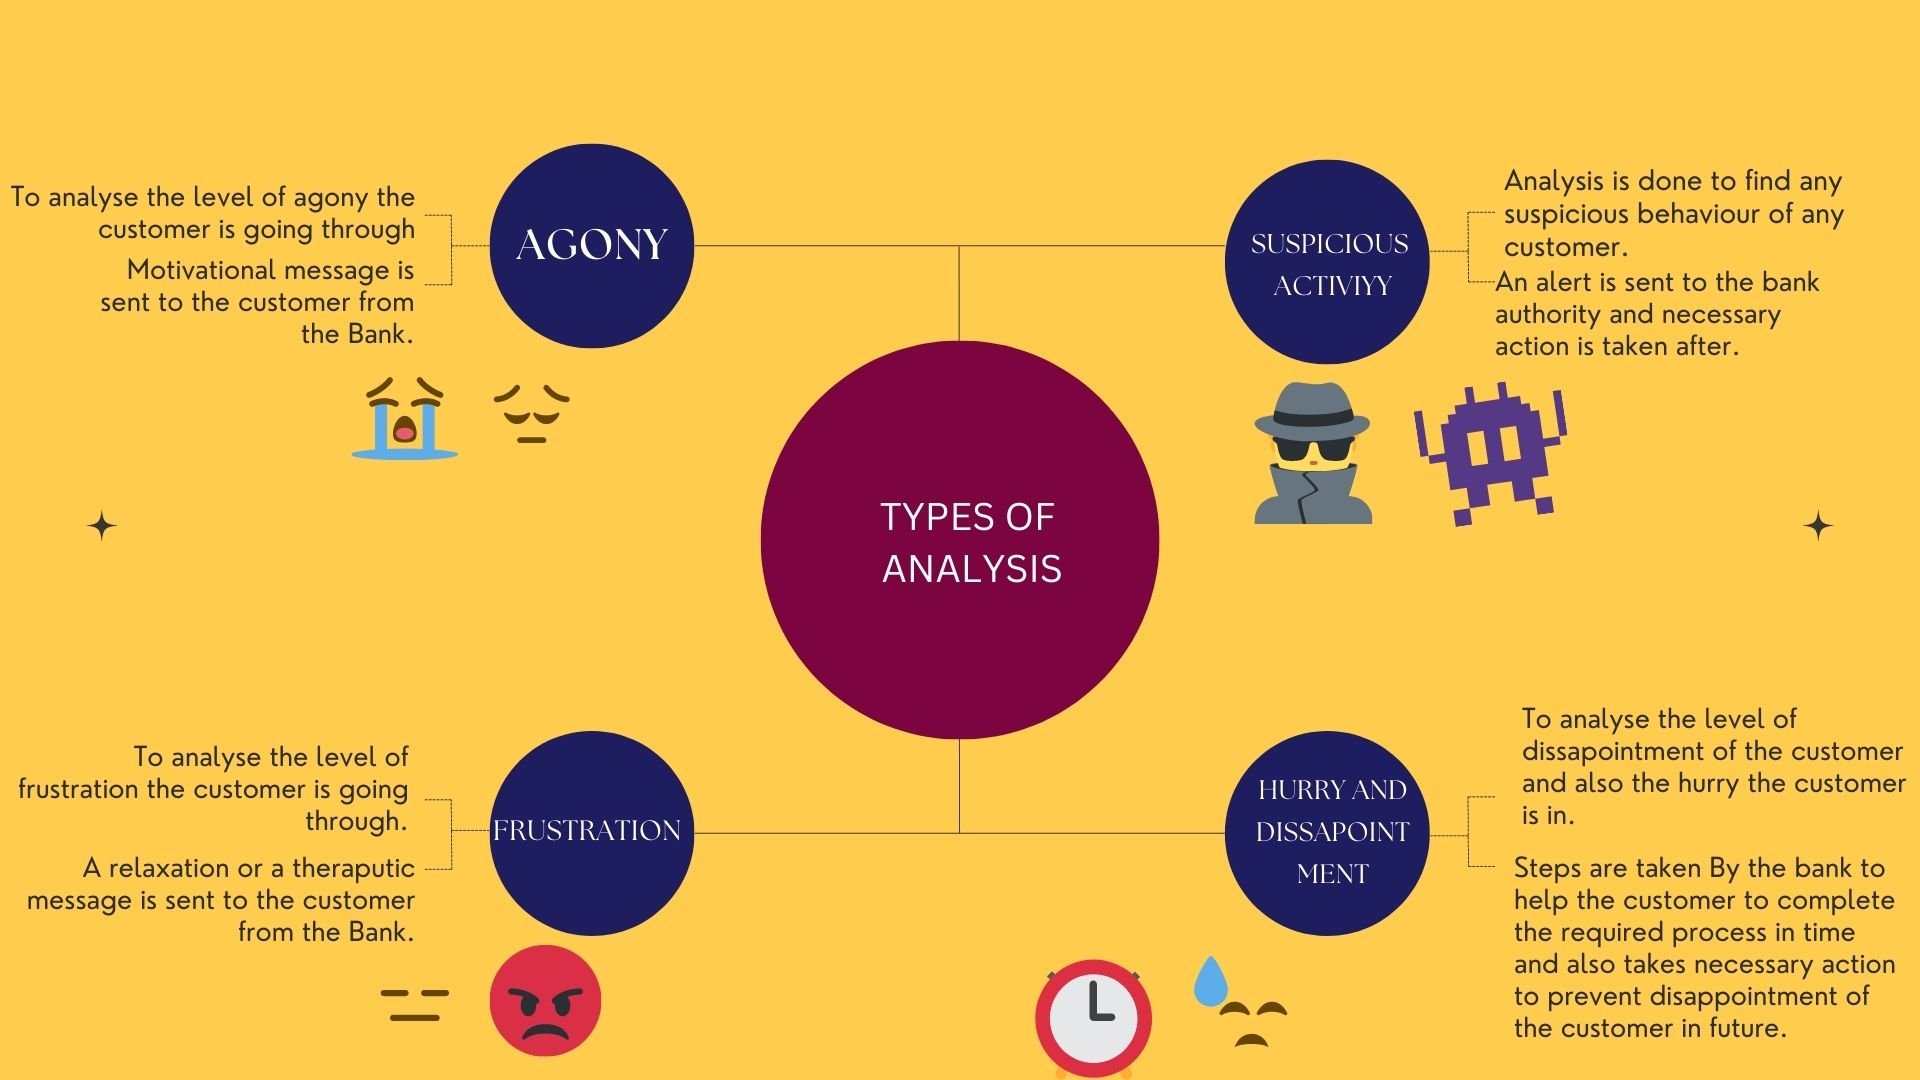 To analyse the level of agony the
customer is going through
Motivational message is
sent to the customer from
the Bank.
AGONY
SUSPICIOUS
ACTIVIYY
Analysis is done to find any
suspicious behaviour of any
customer.
An alert is sent to the bank
authority and necessary
action is taken after.
TYPES OF
ANALYSIS
To analyse the level of
frustration the customer is going
through.
A relaxation or a theraputic
message is sent to the customer
from the Bank.
FRUSTRATION
HURRY AND
DISSAPOINT
MENT
To analyse the level of
dissapointment of the customer
and also the hurry the customer
is in.
Steps are taken By the bank to
help the customer to complete
the required process in time
and also takes necessary action
to prevent disappointment of
the customer in future.